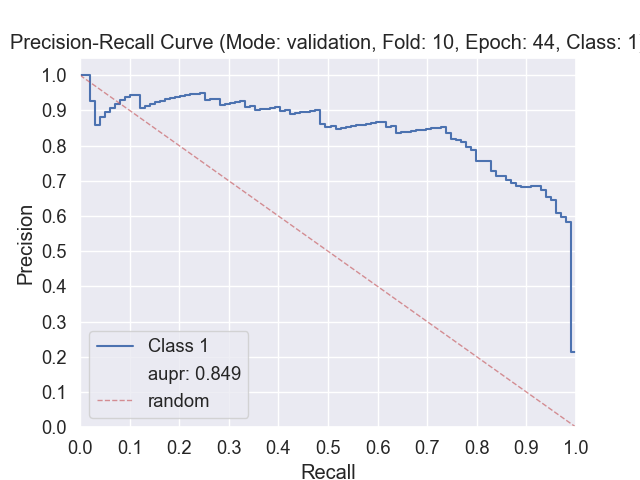 Precision-Recall Curve (Mode: validation, Fold: 10, Epoch: 44, Class: 1
1.0
0.9
0.8
0.7
0.6
0.5
0.4
0.3
0.2
0.1
0.0
Precision
Class 1
aupr: 0.849
random
0.0 0.1 0.2 0.3 0.4 0.5 0.6 0.7 0.8 0.9 1.0
Recall